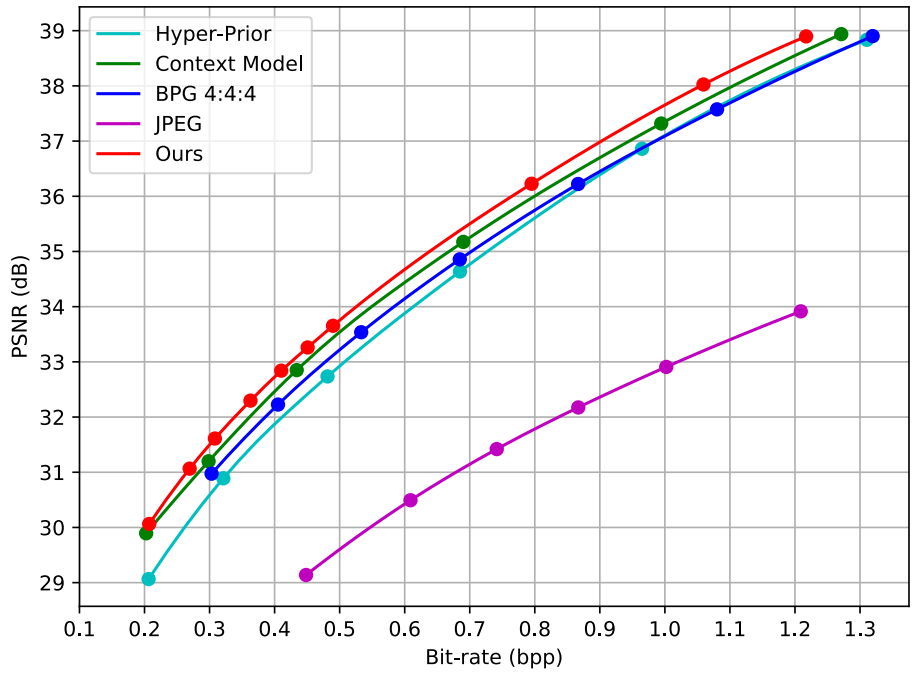 Hyper-Prior
Context Model
BPG 4:4:4
JPEG
Ours
PSNR (dB)
39
38
37
36
35
34
33
32
31
30
29
0.1 0.2 0.3 0.4 0.5 0.6 0.7 0.8 0.9 1.0 1.1 1.2 1.3
Bit-rate (bpp)